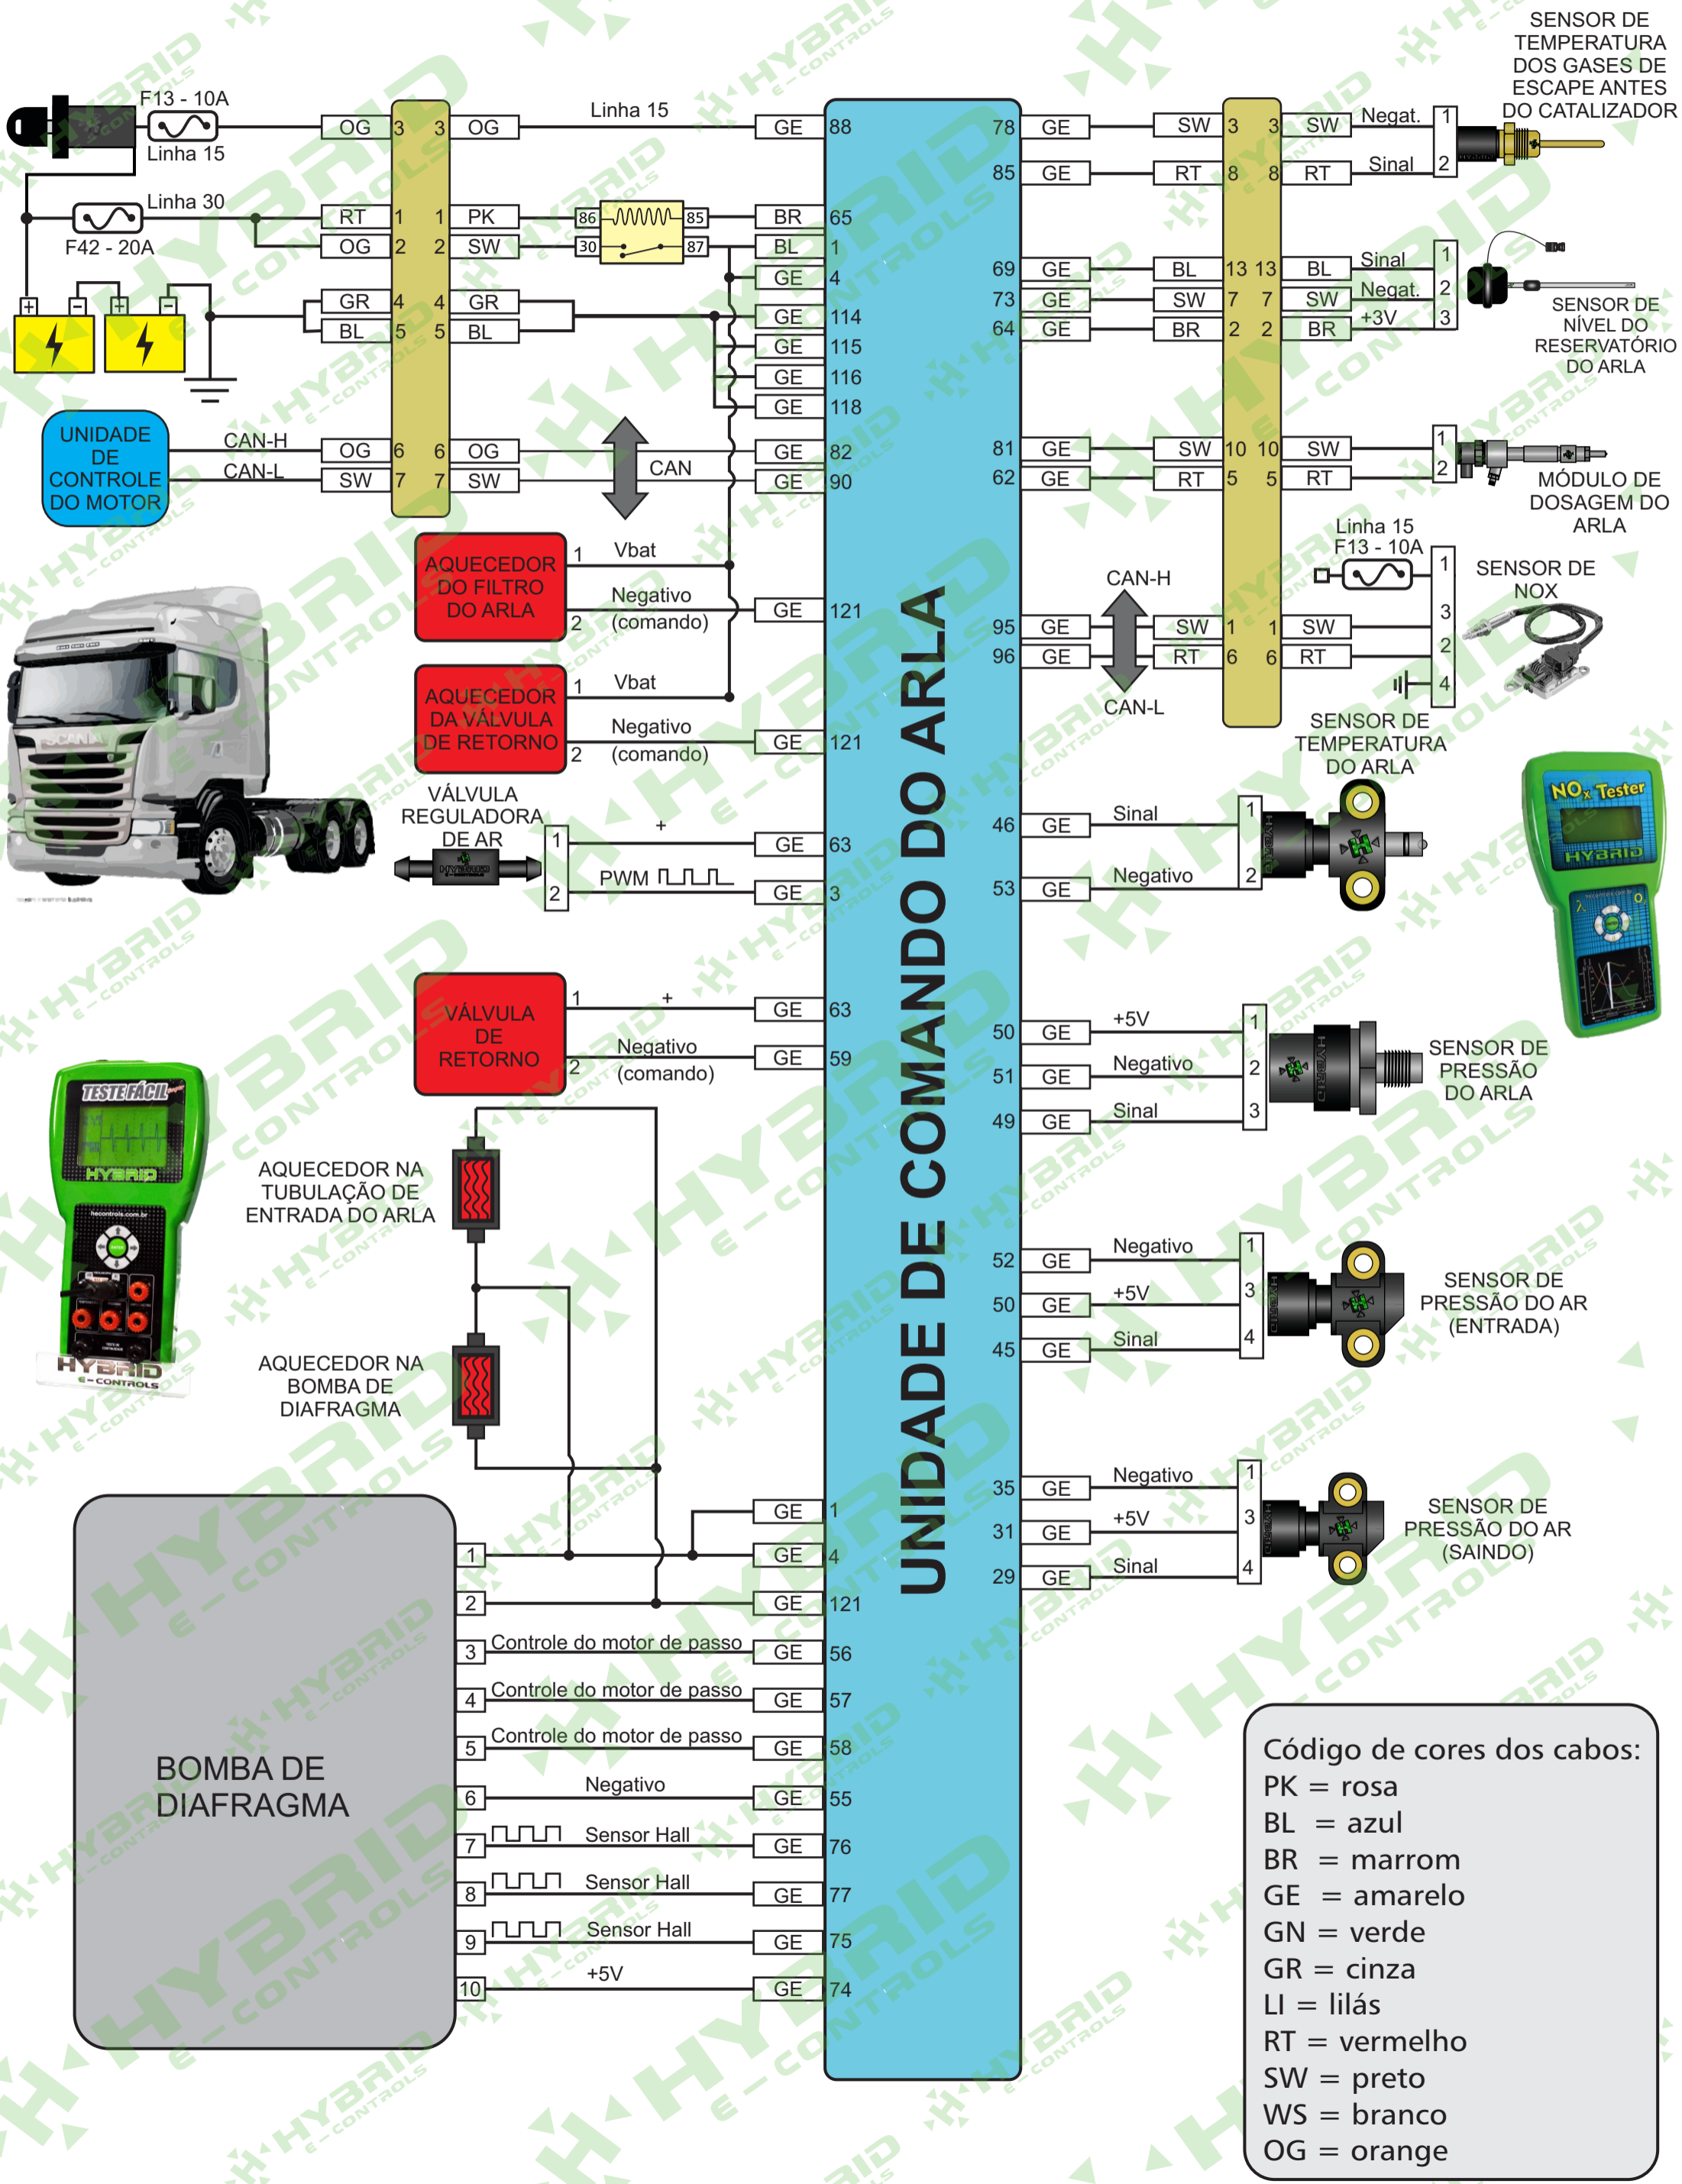 SENSOR DE
TEMPERATURA
DOS GASES DE
ESCAPE ANTES
DO CATALIZADOR
F13 - 10A
Linha 15
OG 3 3 OG
Linha 15
GE 88
Linha 30
F42 - 20A
RT 1 1 PK
86 85
BR 65
OG 2 2 SW
30 87
BL 1
GE 4
+ - + -
GR 4 4 GR
GE 114
BL 5 5 BL
GE 115
GE 116
GE 118
UNIDADE
DE
CONTROLE
DO MOTOR
CAN-H
OG 6 6 OG
GE 82
CAN-L
SW 7 7 SW
GE 90
CAN
AQUECEDOR
DO FILTRO
DO ARLA
1 Vbat
2 Negativo
(comando)
GE 121
AQUECEDOR
DA VÁLVULA
DE RETORNO
1 Vbat
2 Negativo
(comando)
GE 121
VÁLVULA
REGULADORA
DE AR
HYBRID
1 +
GE 63
2 PWM
GE 3
VÁLVULA
DE
RETORNO
1 +
GE 63
2 Negativo
(comando)
GE 59
AQUECEDOR NA
TUBULAÇÃO DE
ENTRADA DO ARLA
AQUECEDOR NA
BOMBA DE
DIAFRAGMA
BOMBA DE
DIAFRAGMA
GE 1
1 GE 4
2 GE 121
3 Controle do motor de passo GE 56
4 Controle do motor de passo GE 57
5 Controle do motor de passo GE 58
6 Negativo GE 55
7 Sensor Hall GE 76
8 Sensor Hall GE 77
9 Sensor Hall GE 75
10 +5V GE 74
UNIDADE DE COMANDO DO ARLA
78 GE SW 3 3 SW Negat. 1
85 GE RT 8 8 RT Sinal 2
69 GE BL 13 13 BL Sinal 1
73 GE SW 7 7 SW Negat. 2
64 GE BR 2 2 BR +3V 3
SENSOR DE
NÍVEL DO
RESERVATÓRIO
DO ARLA
81 GE SW 10 10 SW 1
62 GE RT 5 5 RT 2
MÓDULO DE
DOSAGEM DO
ARLA
Linha 15
F13 - 10A
1
SENSOR DE
NOX
CAN-H
95 GE SW 1 1 SW 3
96 GE RT 6 6 RT 2
CAN-L
4
SENSOR DE
TEMPERATURA
DO ARLA
46 GE Sinal 1
53 GE Negativo 2
50 GE +5V 1
51 GE Negativo 2
49 GE Sinal 3
SENSOR DE
PRESSÃO
DO ARLA
52 GE Negativo 1
50 GE +5V 3
45 GE Sinal 4
SENSOR DE
PRESSÃO DO AR
(ENTRADA)
35 GE Negativo 1
31 GE +5V 3
29 GE Sinal 4
SENSOR DE
PRESSÃO DO AR
(SAINDO)
SCANIA
NOx Tester
HYBRID
TESTE FÁCIL
HYBRID
hecontrols.com.br
HYBRID
E-CONTROLS
Código de cores dos cabos:
PK = rosa
BL = azul
BR = marrom
GE = amarelo
GN = verde
GR = cinza
LI = lilás
RT = vermelho
SW = preto
WS = branco
OG = orange
HYBRID
E-CONTROLS